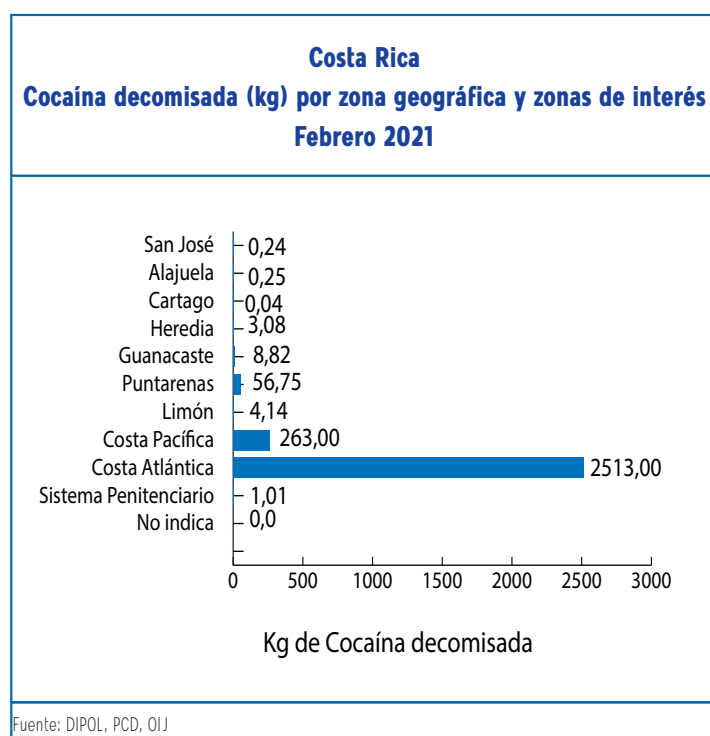 Costa Rica
Cocaína decomisada (kg) por zona geográfica y zonas de interés
Febrero 2021
San José 0,24
Alajuela 0,25
Cartago 0,04
Heredia 3,08
Guanacaste 8,82
Puntarenas 56,75
Limón 4,14
Costa Pacífica 263,00
Costa Atlántica 2513,00
Sistema Penitenciario 1,01
No indica 0,0
0 500 1000 1500 2000 2500 3000
Kg de Cocaína decomisada
Fuente: DIPOL, PCD, OIJ